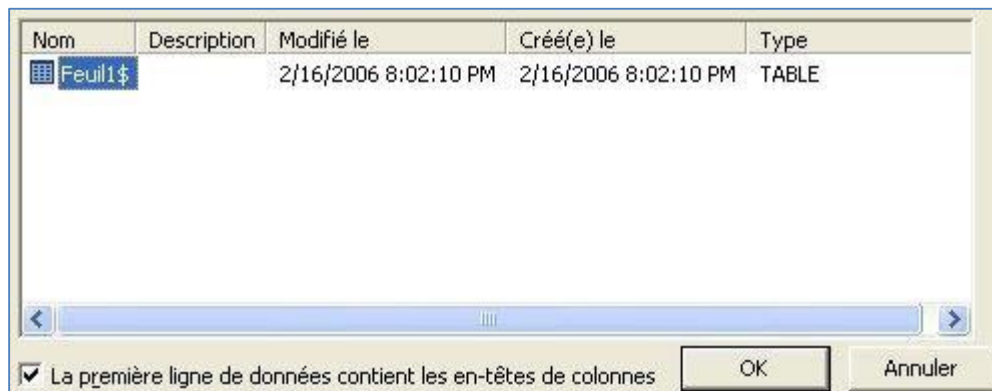 Nom Description Modifié le Créé(e) le Type
Feuil1$ 2/16/2006 8:02:10 PM 2/16/2006 8:02:10 PM TABLE
La première ligne de données contient les en-têtes de colonnes OK Annuler